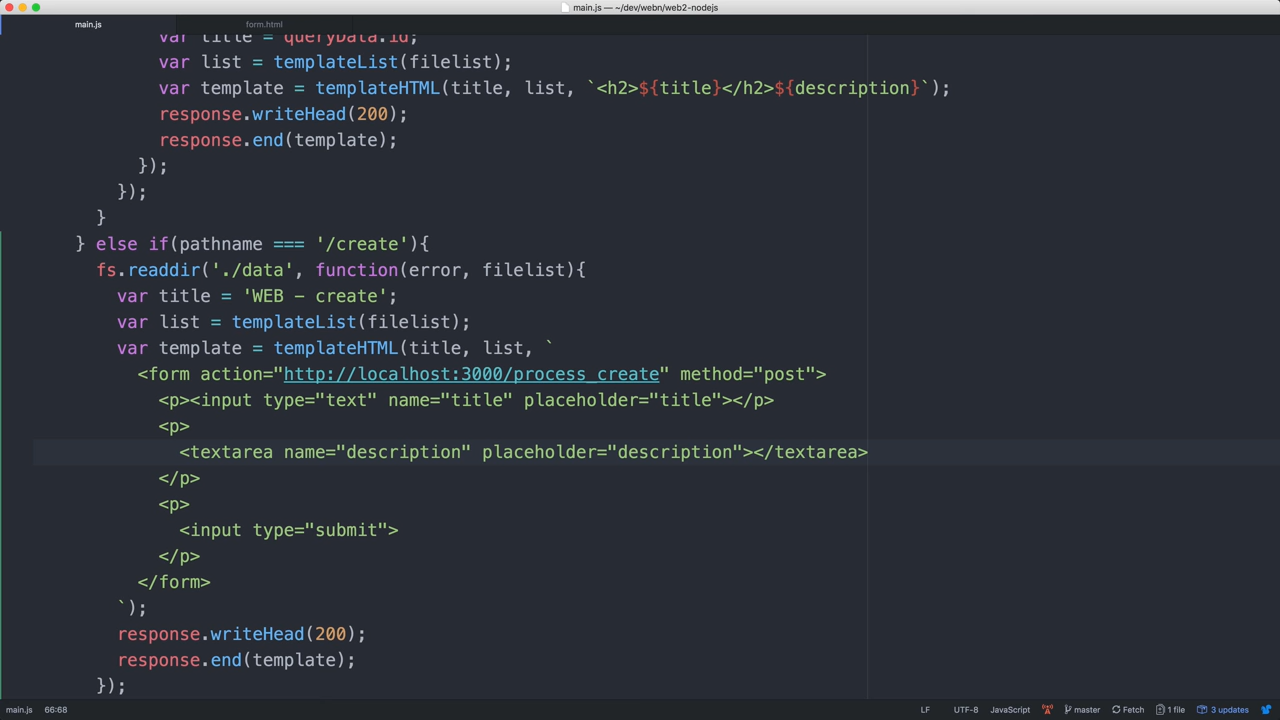 main.js — ~/dev/webn/web2-nodejs
main.js form.html
var title = queryData.id;
var list = templateList(filelist);
var template = templateHTML(title, list, `<h2>${title}</h2>${description}`);
response.writeHead(200);
response.end(template);
});
});
}
} else if(pathname === '/create'){
fs.readdir('./data', function(error, filelist){
var title = 'WEB - create';
var list = templateList(filelist);
var template = templateHTML(title, list, `
<form action="http://localhost:3000/process_create" method="post">
<p><input type="text" name="title" placeholder="title"></p>
<p>
<textarea name="description" placeholder="description"></textarea>
</p>
<p>
<input type="submit">
</p>
</form>
`);
response.writeHead(200);
response.end(template);
});
main.js 66:68 LF UTF-8 JavaScript master Fetch 1 file 3 updates